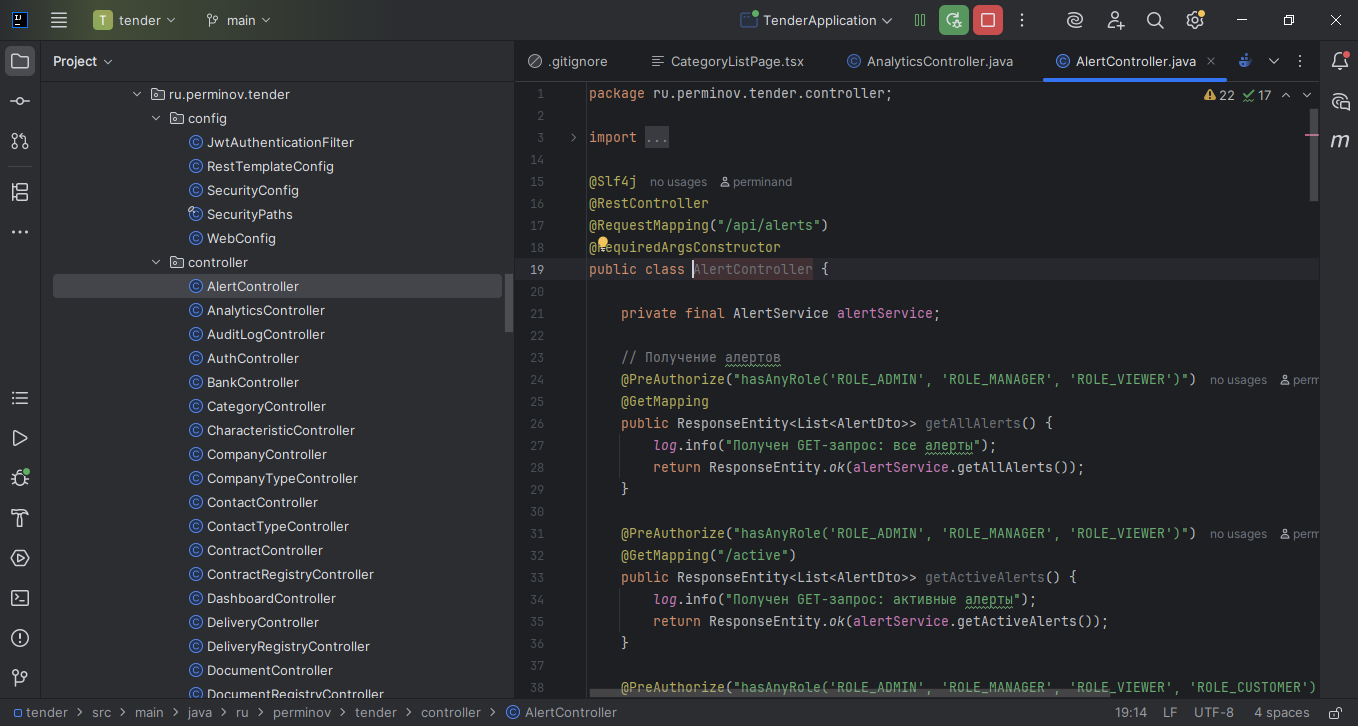 T tender main TenderApplication
Project
ru.perminov.tender
config
JwtAuthenticationFilter
RestTemplateConfig
SecurityConfig
SecurityPaths
WebConfig
controller
AlertController
AnalyticsController
AuditLogController
AuthController
BankController
CategoryController
CharacteristicController
CompanyController
CompanyTypeController
ContactController
ContactTypeController
ContractController
ContractRegistryController
DashboardController
DeliveryController
DeliveryRegistryController
DocumentController
DocumentRegistryController
.gitignore CategoryListPage.tsx AnalyticsController.java AlertController.java
22 17
1 package ru.perminov.tender.controller;
2
3 import ...
14
15 @Slf4j no usages perminand
16 @RestController
17 @RequestMapping("/api/alerts")
18 @RequiredArgsConstructor
19 public class AlertController {
20
21 private final AlertService alertService;
22
23 // Получение алертов
24 @PreAuthorize("hasAnyRole('ROLE_ADMIN', 'ROLE_MANAGER', 'ROLE_VIEWER')") no usages perm
25 @GetMapping
26 public ResponseEntity<List<AlertDto>> getAllAlerts() {
27 log.info("Получен GET-запрос: все алерты");
28 return ResponseEntity.ok(alertService.getAllAlerts());
29 }
30
31 @PreAuthorize("hasAnyRole('ROLE_ADMIN', 'ROLE_MANAGER', 'ROLE_VIEWER')") no usages perm
32 @GetMapping("/active")
33 public ResponseEntity<List<AlertDto>> getActiveAlerts() {
34 log.info("Получен GET-запрос: активные алерты");
35 return ResponseEntity.ok(alertService.getActiveAlerts());
36 }
37
38 @PreAuthorize("hasAnyRole('ROLE_ADMIN', 'ROLE_MANAGER', 'ROLE_VIEWER', 'ROLE_CUSTOMER')
m
tender > src > main > java > ru > perminov > tender > controller > AlertController 19:14 LF UTF-8 4 spaces